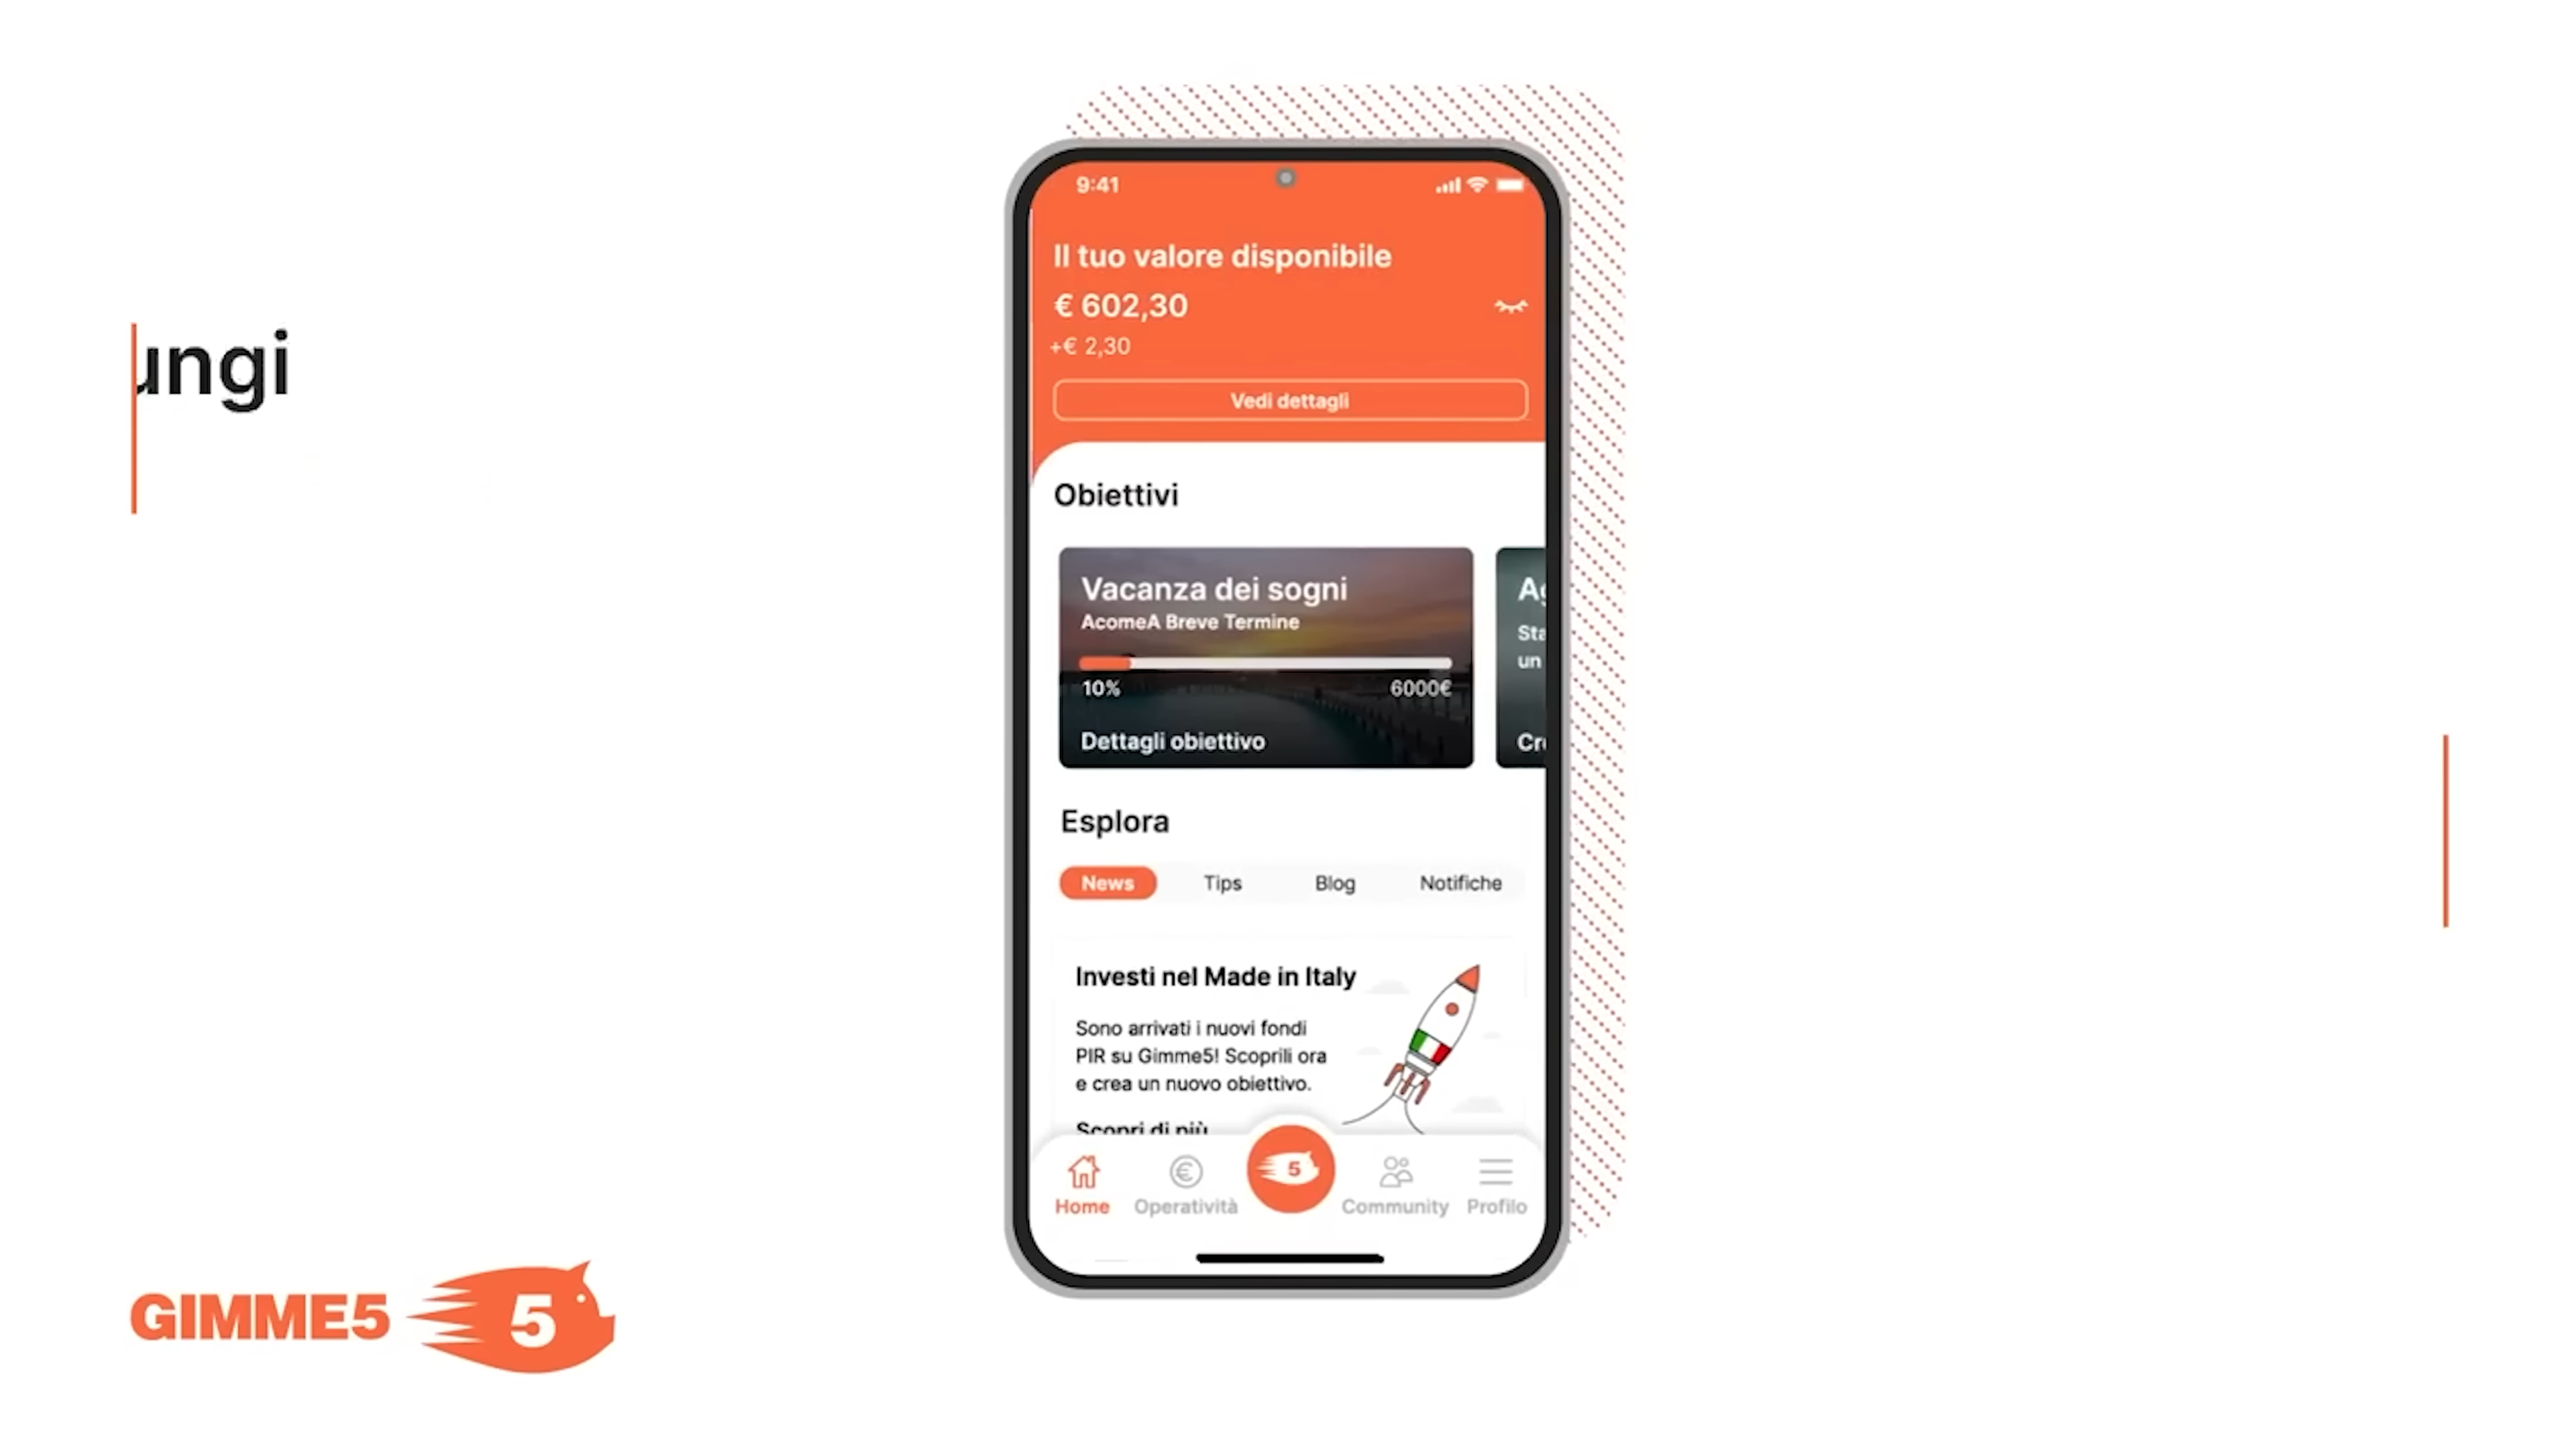 ungi
9:41
Il tuo valore disponibile
€ 602,30
+€ 2,30
Vedi dettagli
Obiettivi
Vacanza dei sogni
AcomeA Breve Termine
10% 6000€
Dettagli obiettivo
Esplora
News Tips Blog Notifiche
Investi nel Made in Italy
Sono arrivati i nuovi fondi
PIR su Gimme5! Scoprili ora
e crea un nuovo obiettivo.
Scopri di più
5
Home Operatività Community Profilo
GIMME5 5